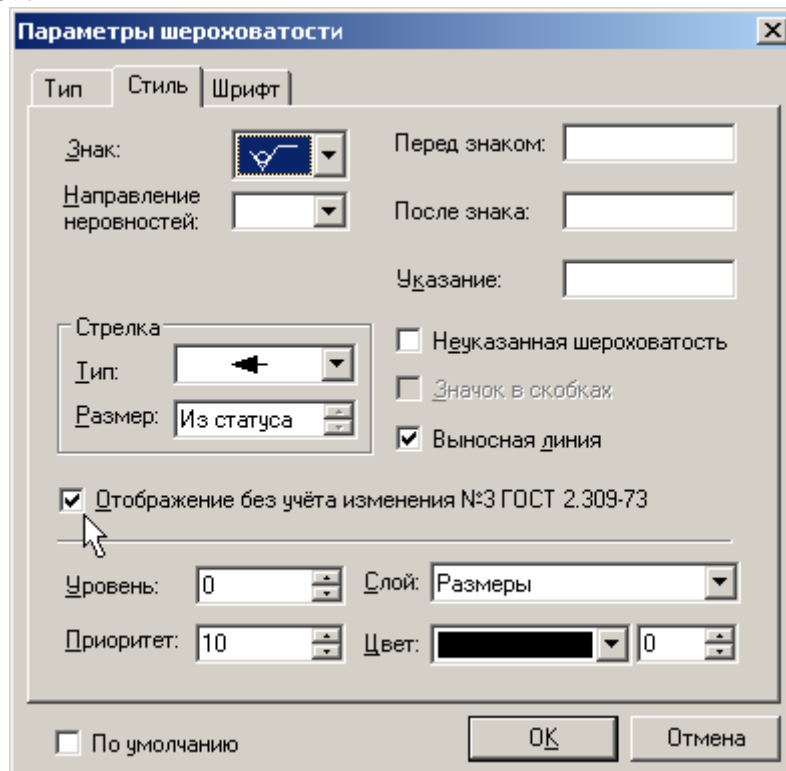 Параметры шероховатости
Тип Стиль Шрифт
Знак:
Перед знаком:
Направление
неровностей:
После знака:
Указание:
Стрелка
Тип:
Размер: Из статуса
Неуказанная шероховатость
Значок в скобках
Выносная линия
Отображение без учёта изменения №3 ГОСТ 2.309-73
Уровень: 0 Слой: Размеры
Приоритет: 10 Цвет: 0
По умолчанию OK Отмена